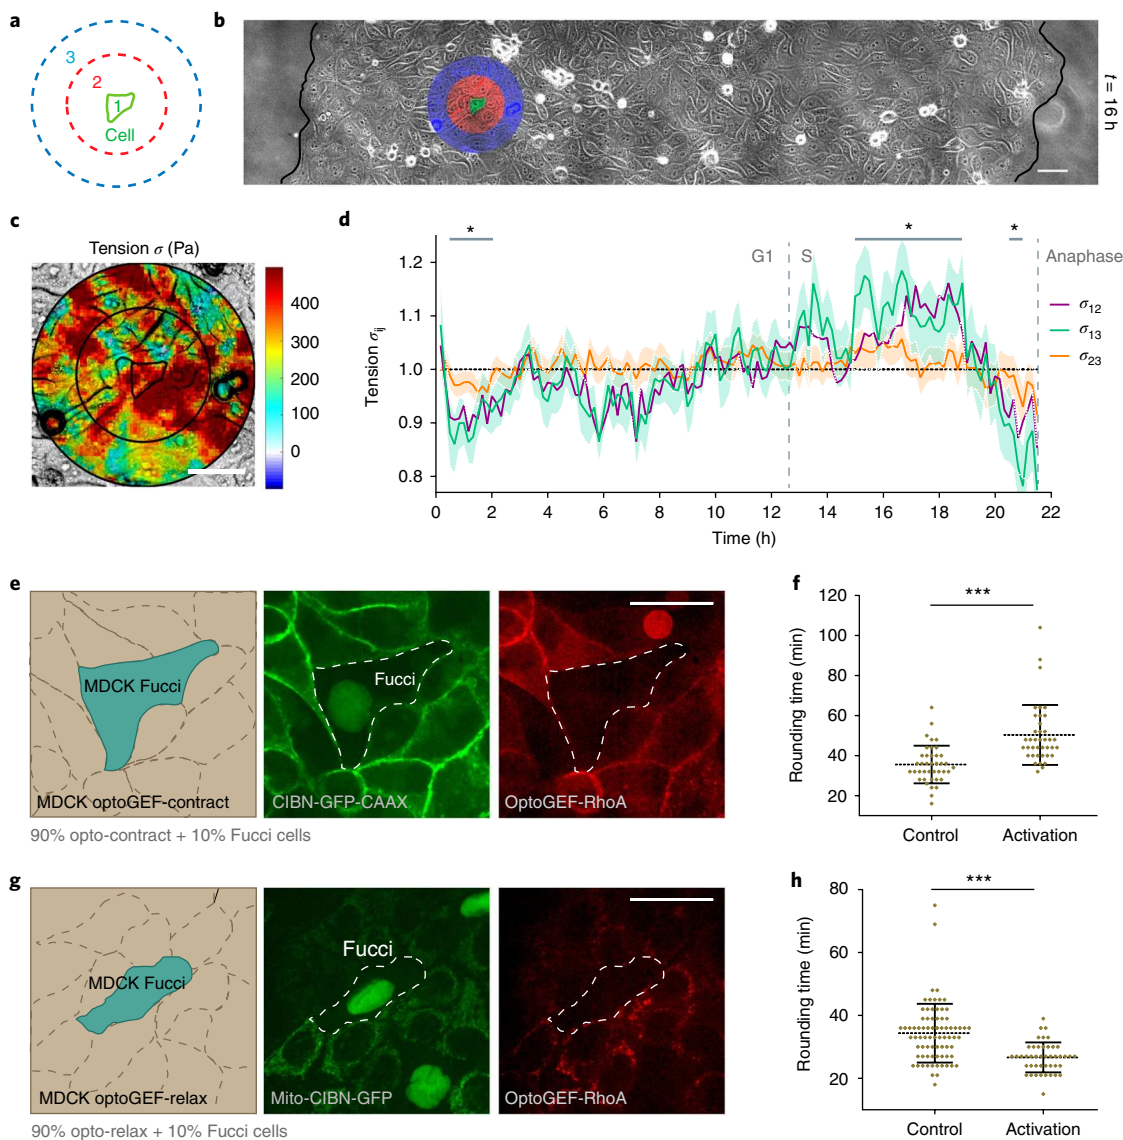 a
3
2
1
Cell
b
t = 16 h
c
Tension σ (Pa)
400
300
200
100
0
d
*
*
*
G1
S
Anaphase
1.2
1.1
1.0
0.9
0.8
Tension σij
0 2 4 6 8 10 12 14 16 18 20 22
Time (h)
σ12
σ13
σ23
e
MDCK Fucci
MDCK optoGEF-contract
Fucci
CIBN-GFP-CAAX
OptoGEF-RhoA
90% opto-contract + 10% Fucci cells
f
***
120
100
80
60
40
20
Rounding time (min)
Control Activation
g
MDCK Fucci
MDCK optoGEF-relax
Fucci
Mito-CIBN-GFP
OptoGEF-RhoA
90% opto-relax + 10% Fucci cells
h
***
80
60
40
20
Rounding time (min)
Control Activation